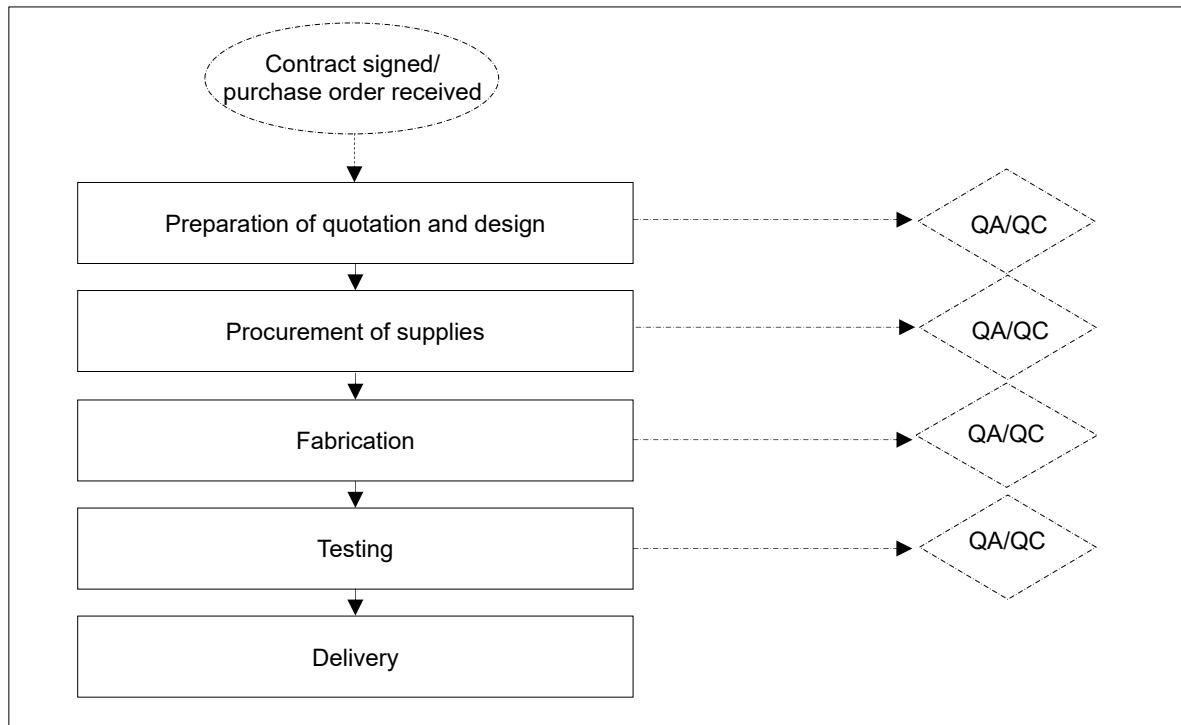 Contract signed/
purchase order received
Preparation of quotation and design
QA/QC
Procurement of supplies
QA/QC
Fabrication
QA/QC
Testing
QA/QC
Delivery